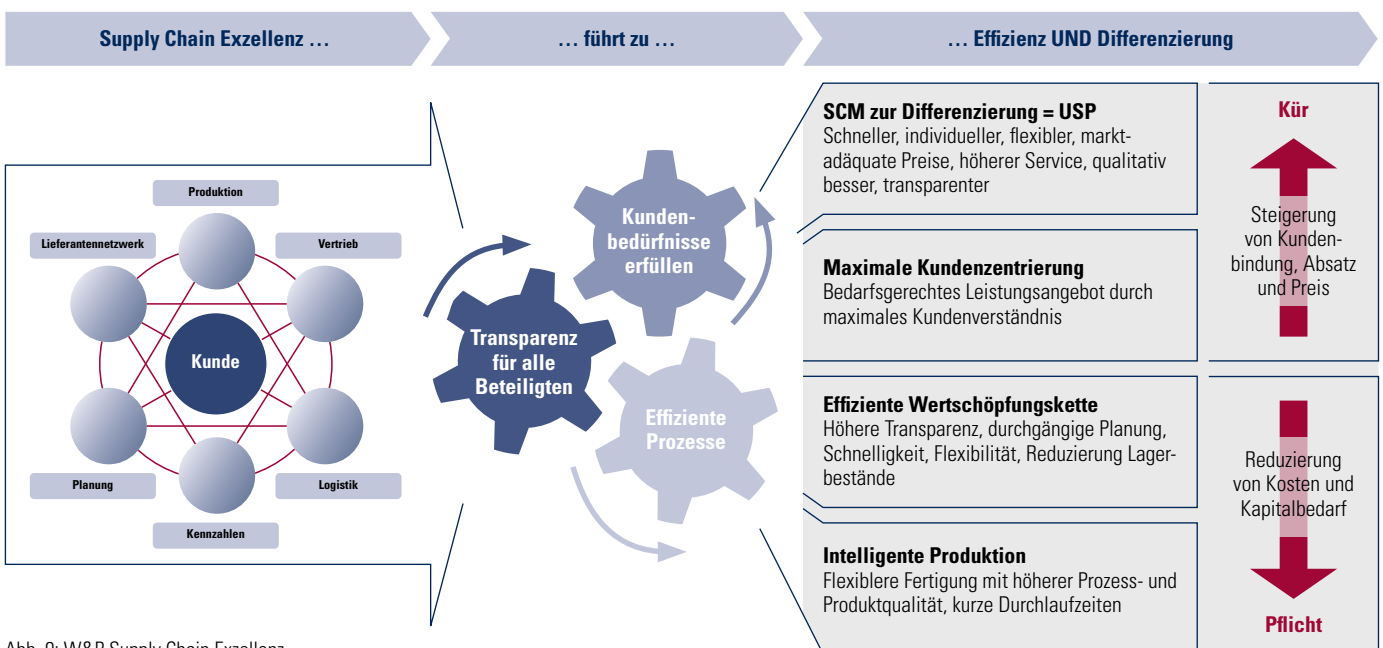 Supply Chain Exzellenz …
… führt zu …
… Effizienz UND Differenzierung
Produktion
Lieferantennetzwerk
Vertrieb
Kunde
Planung
Logistik
Kennzahlen
Kunden-
bedürfnisse
erfüllen
Transparenz
für alle
Beteiligten
Effiziente
Prozesse
SCM zur Differenzierung = USP
Schneller, individueller, flexibler, markt-
adäquate Preise, höherer Service, qualitativ
besser, transparenter
Maximale Kundenzentrierung
Bedarfsgerechtes Leistungsangebot durch
maximales Kundenverständnis
Effiziente Wertschöpfungskette
Höhere Transparenz, durchgängige Planung,
Schnelligkeit, Flexibilität, Reduzierung Lager-
bestände
Intelligente Produktion
Flexiblere Fertigung mit höherer Prozess- und
Produktqualität, kurze Durchlaufzeiten
Kür
Steigerung
von Kunden-
bindung, Absatz
und Preis
Reduzierung
von Kosten und
Kapitalbedarf
Pflicht
W&P Supply Chain Exzellenz